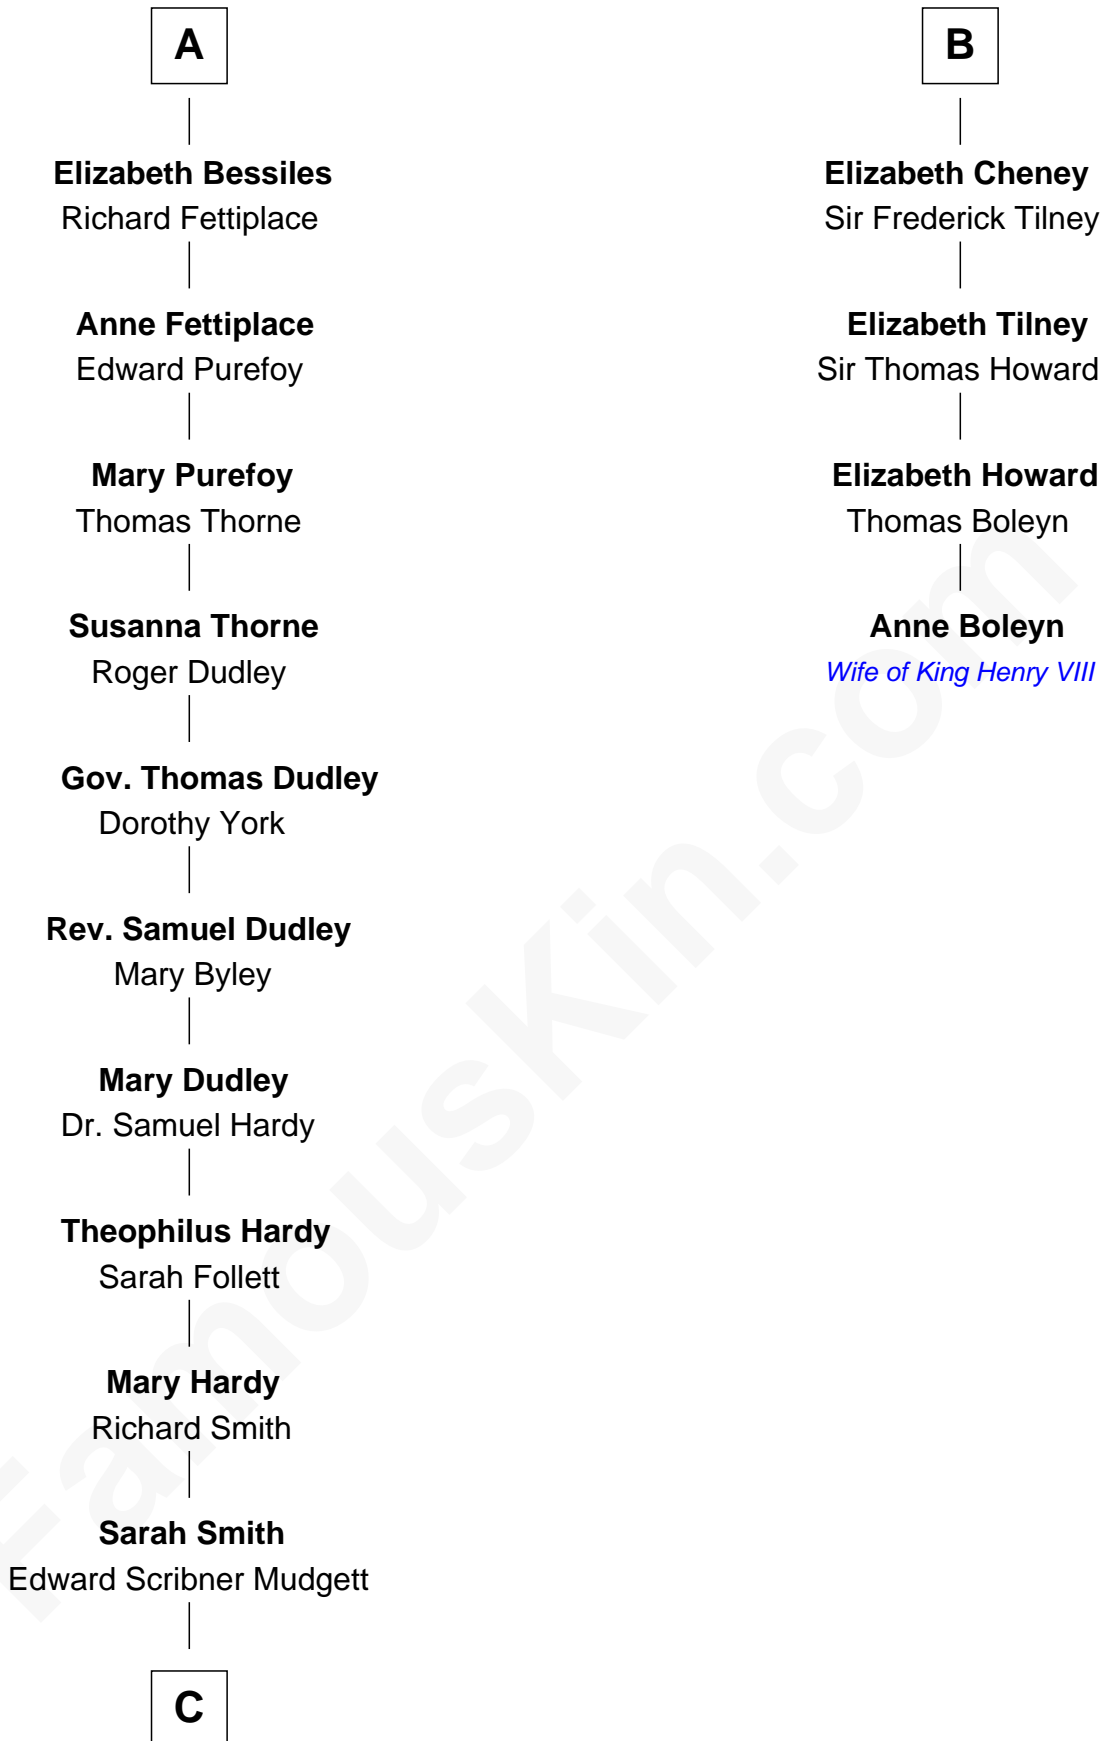 A
Elizabeth Bessiles
Richard Fettiplace
Anne Fettiplace
Edward Purefoy
Mary Purefoy
Thomas Thorne
Susanna Thorne
Roger Dudley
Gov. Thomas Dudley
Dorothy York
Rev. Samuel Dudley
Mary Byley
Mary Dudley
Dr. Samuel Hardy
Theophilus Hardy
Sarah Follett
Mary Hardy
Richard Smith
Sarah Smith
Edward Scribner Mudgett
C
B
Elizabeth Cheney
Sir Frederick Tilney
Elizabeth Tilney
Sir Thomas Howard
Elizabeth Howard
Thomas Boleyn
Anne Boleyn
Wife of King Henry VIII
FamousKin.com